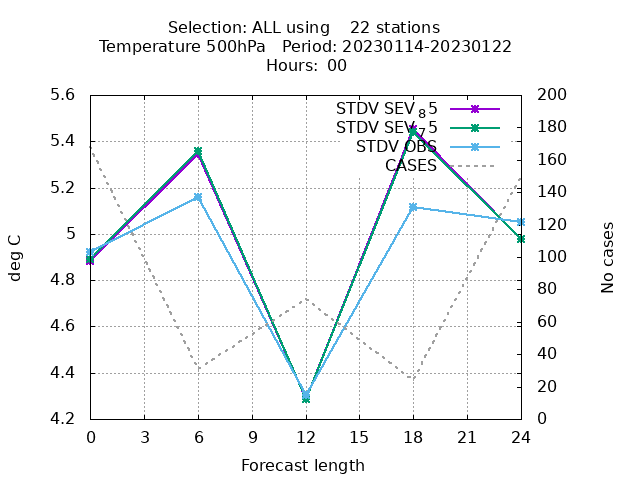 Selection: ALL using 22 stations
Temperature 500hPa Period: 20230114-20230122
Hours: 00
STDV SEV 8 5
STDV SEV 7 5
STDV OBS
CASES
5.6
5.4
5.2
5
4.8
4.6
4.4
4.2
deg C
200
180
160
140
120
100
80
60
40
20
0
No cases
0 3 6 9 12 15 18 21 24
Forecast length